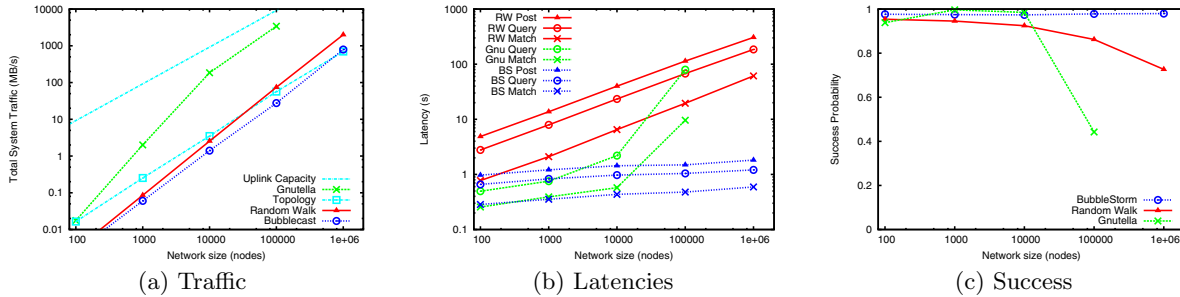 Total System Traffic (MB/s)
10000
1000
100
10
1
0.1
0.01
Uplink Capacity
Gnutella
Topology
Random Walk
Bubblecast
100 1000 10000 100000 1e+06
Network size (nodes)
(a) Traffic
Latency (s)
10000
1000
100
10
1
0.1
RW Post
RW Query
RW Match
Gnu Query
Gnu Match
BS Post
BS Query
BS Match
100 1000 10000 100000 1e+06
Network size (nodes)
(b) Latencies
Success Probability
1
0.8
0.6
0.4
0.2
0
BubbleStorm
Random Walk
Gnutella
100 1000 10000 100000 1e+06
Network size (nodes)
(c) Success